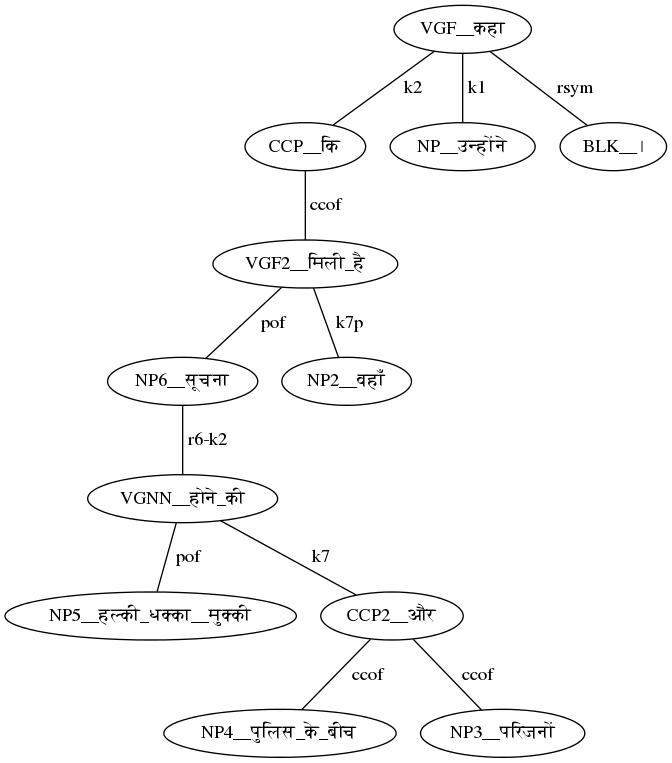 VGF__कहा
k2 k1 rsym
CCP__कि NP__उन्होंने BLK__।
ccof
VGF2__मिली_है
pof k7p
NP6__सूचना NP2__वहाँ
r6-k2
VGNN__होने_की
pof k7
NP5__हल्की_धक्का__मुक्की CCP2__और
ccof ccof
NP4__पुलिस_के_बीच NP3__परिजनों